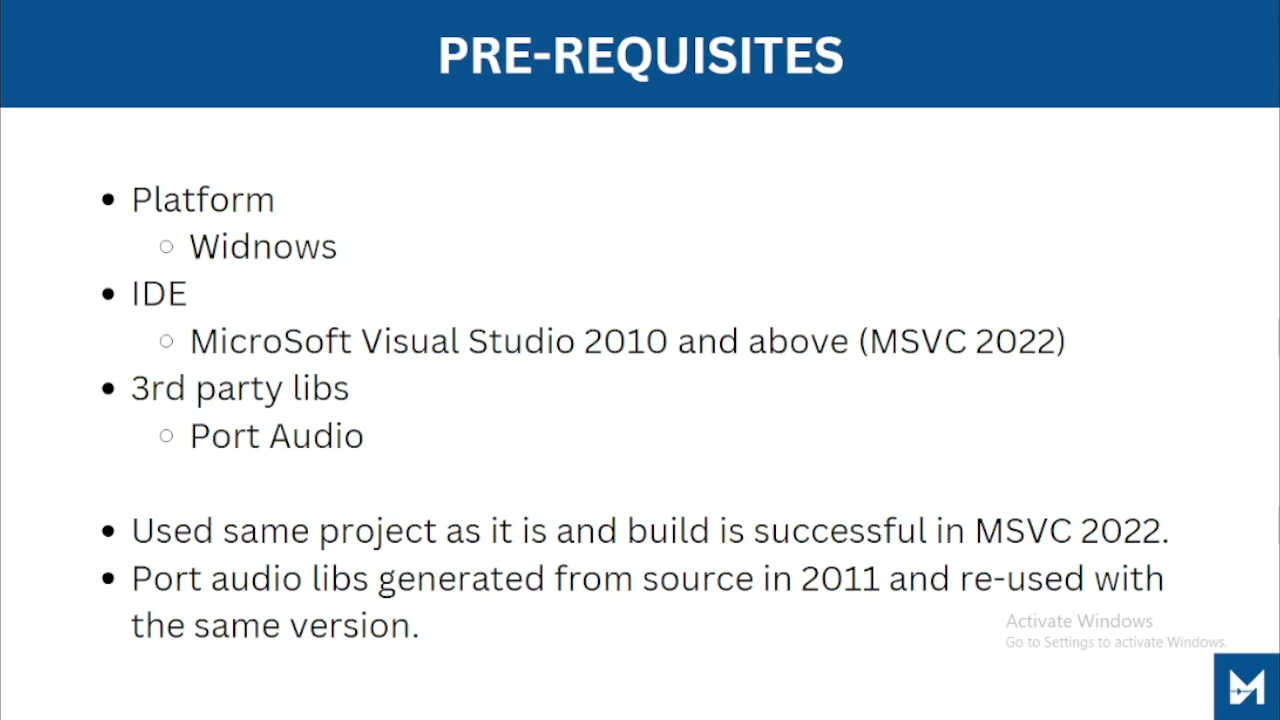 PRE-REQUISITES
• Platform
○ Widnows
• IDE
○ MicroSoft Visual Studio 2010 and above (MSVC 2022)
• 3rd party libs
○ Port Audio
• Used same project as it is and build is successful in MSVC 2022.
• Port audio libs generated from source in 2011 and re-used with
the same version.
Activate Windows
Go to Settings to activate Windows.